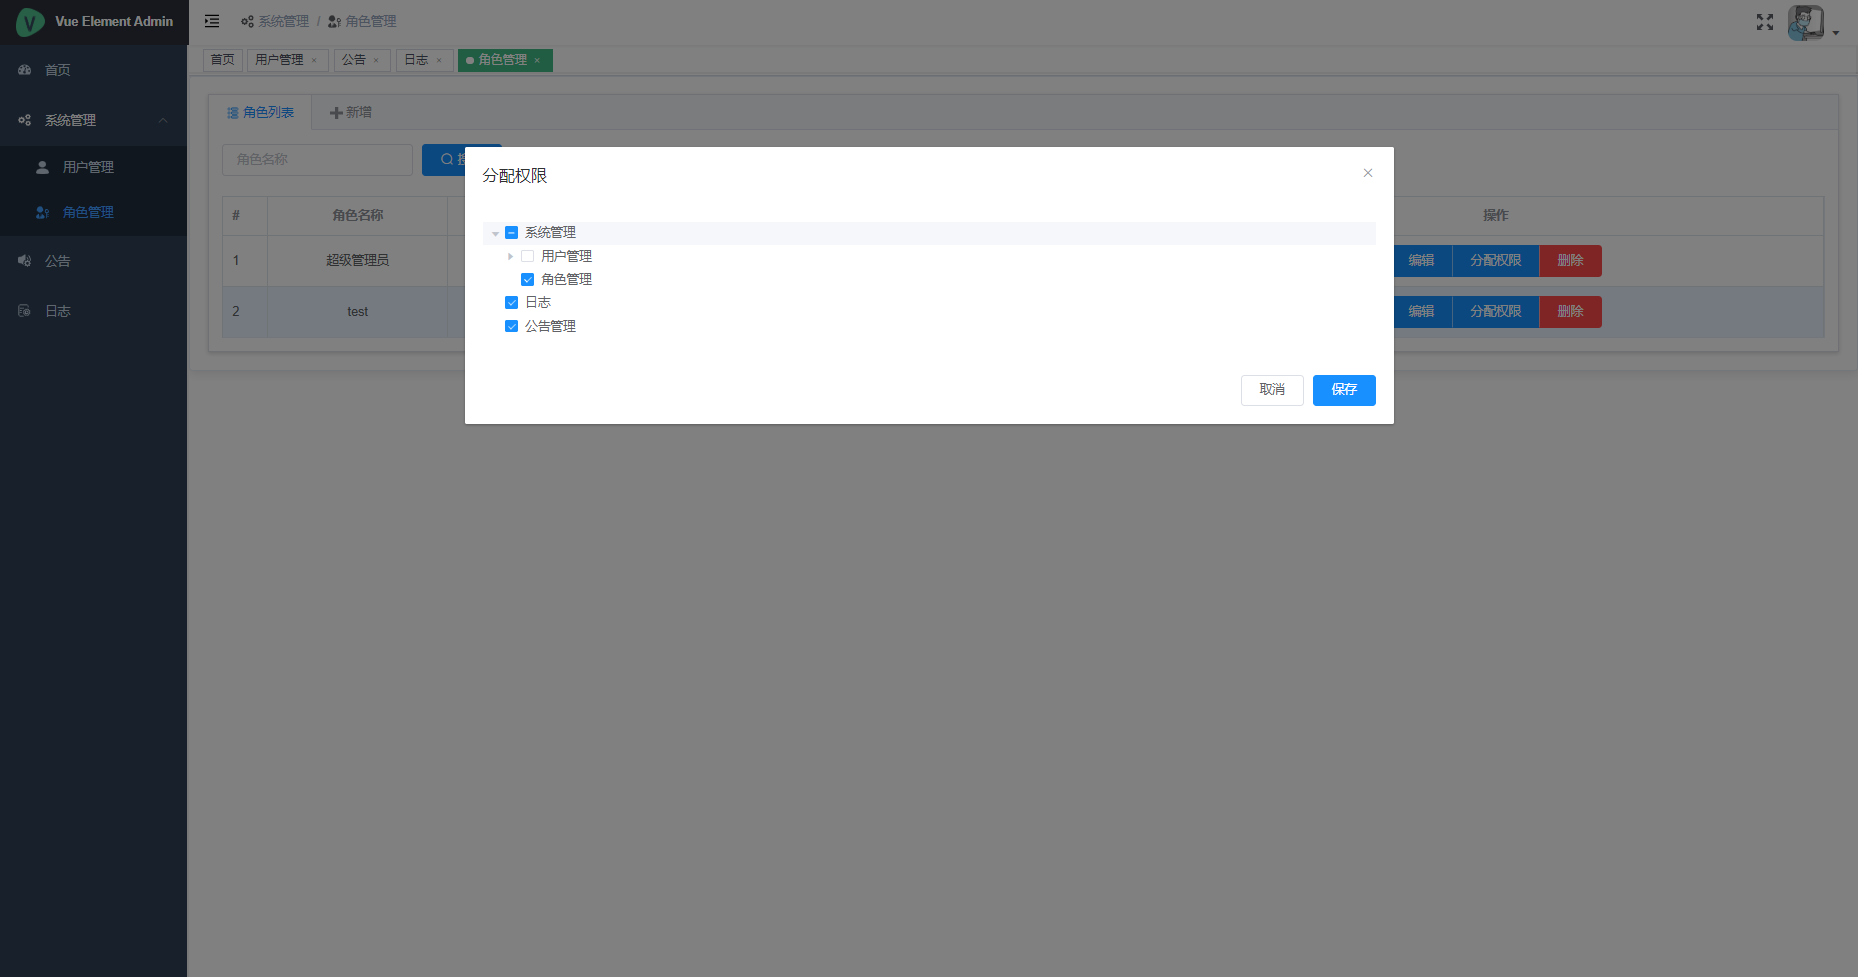 Vue Element Admin
系统管理 / 角色管理
首页
用户管理 ×
公告 ×
日志 ×
角色管理 ×
首页
系统管理
用户管理
角色管理
公告
日志
角色列表
新增
角色名称
# 角色名称 操作
1 超级管理员 编辑 分配权限 删除
2 test 编辑 分配权限 删除
分配权限
系统管理
用户管理
角色管理
日志
公告管理
取消 保存